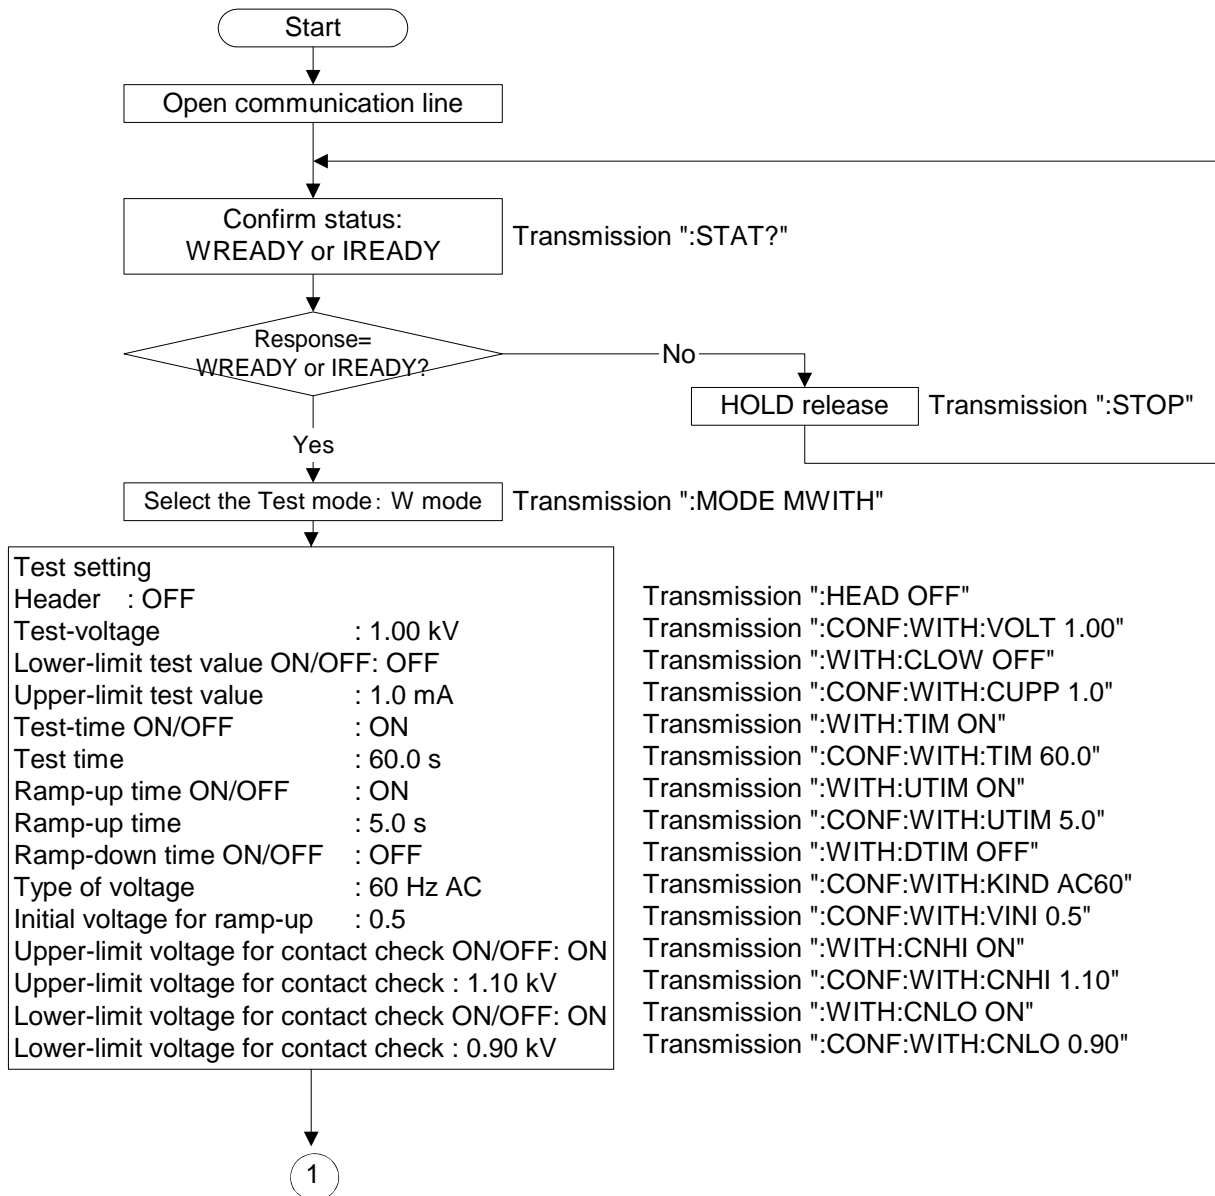 Start
Open communication line
Confirm status:
WREADY or IREADY
Transmission ":STAT?"
Response=
WREADY or IREADY?
No
HOLD release
Transmission ":STOP"
Yes
Select the Test mode: W mode
Transmission ":MODE MWITH"
Test setting
Header : OFF
Transmission ":HEAD OFF"
Test-voltage : 1.00 kV
Transmission ":CONF:WITH:VOLT 1.00"
Lower-limit test value ON/OFF: OFF
Transmission ":WITH:CLOW OFF"
Upper-limit test value : 1.0 mA
Transmission ":CONF:WITH:CUPP 1.0"
Test-time ON/OFF : ON
Transmission ":WITH:TIM ON"
Test time : 60.0 s
Transmission ":CONF:WITH:TIM 60.0"
Ramp-up time ON/OFF : ON
Transmission ":WITH:UTIM ON"
Ramp-up time : 5.0 s
Transmission ":CONF:WITH:UTIM 5.0"
Ramp-down time ON/OFF : OFF
Transmission ":WITH:DTIM OFF"
Type of voltage : 60 Hz AC
Transmission ":CONF:WITH:KIND AC60"
Initial voltage for ramp-up : 0.5
Transmission ":CONF:WITH:VINI 0.5"
Upper-limit voltage for contact check ON/OFF: ON
Transmission ":WITH:CNHI ON"
Upper-limit voltage for contact check : 1.10 kV
Transmission ":CONF:WITH:CNHI 1.10"
Lower-limit voltage for contact check ON/OFF: ON
Transmission ":WITH:CNLO ON"
Lower-limit voltage for contact check : 0.90 kV
Transmission ":CONF:WITH:CNLO 0.90"
1